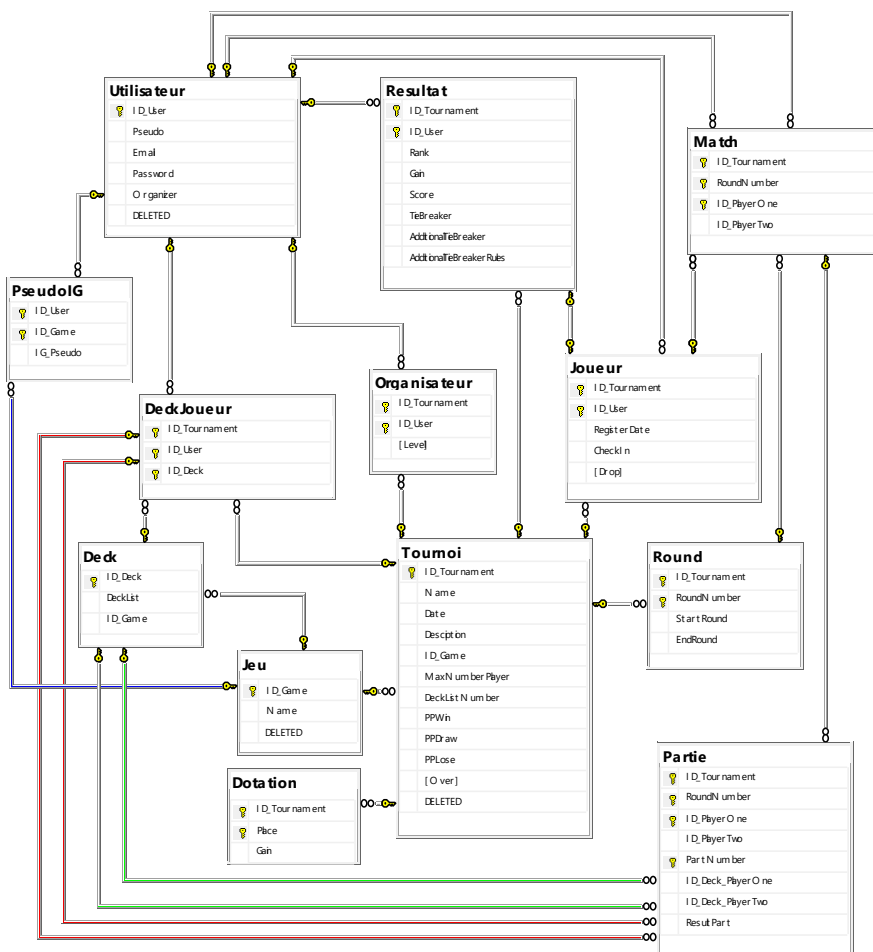 Utilisateur
ID_User
Pseudo
Email
Password
Organizer
DELETED
Resultat
ID_Tournament
ID_User
Rank
Gain
Score
TieBreaker
AdditionalTieBreaker
AdditionalTieBreakerRules
Match
ID_Tournament
RoundNumber
ID_PlayerOne
ID_PlayerTwo
PseudoIG
ID_User
ID_Game
IG_Pseudo
DeckJoueur
ID_Tournament
ID_User
ID_Deck
Organisateur
ID_Tournament
ID_User
[Level]
Joueur
ID_Tournament
ID_User
RegisterDate
CheckIn
[Drop]
Deck
ID_Deck
DeckList
ID_Game
Tournoi
ID_Tournament
Name
Date
Desciption
ID_Game
MaxNumberPlayer
DeckListNumber
PPWin
PPDraw
PPLose
[Over]
DELETED
Round
ID_Tournament
RoundNumber
StartRound
EndRound
Jeu
ID_Game
Name
DELETED
Dotation
ID_Tournament
Place
Gain
Partie
ID_Tournament
RoundNumber
ID_PlayerOne
ID_PlayerTwo
PartNumber
ID_Deck_PlayerOne
ID_Deck_PlayerTwo
ResultPart